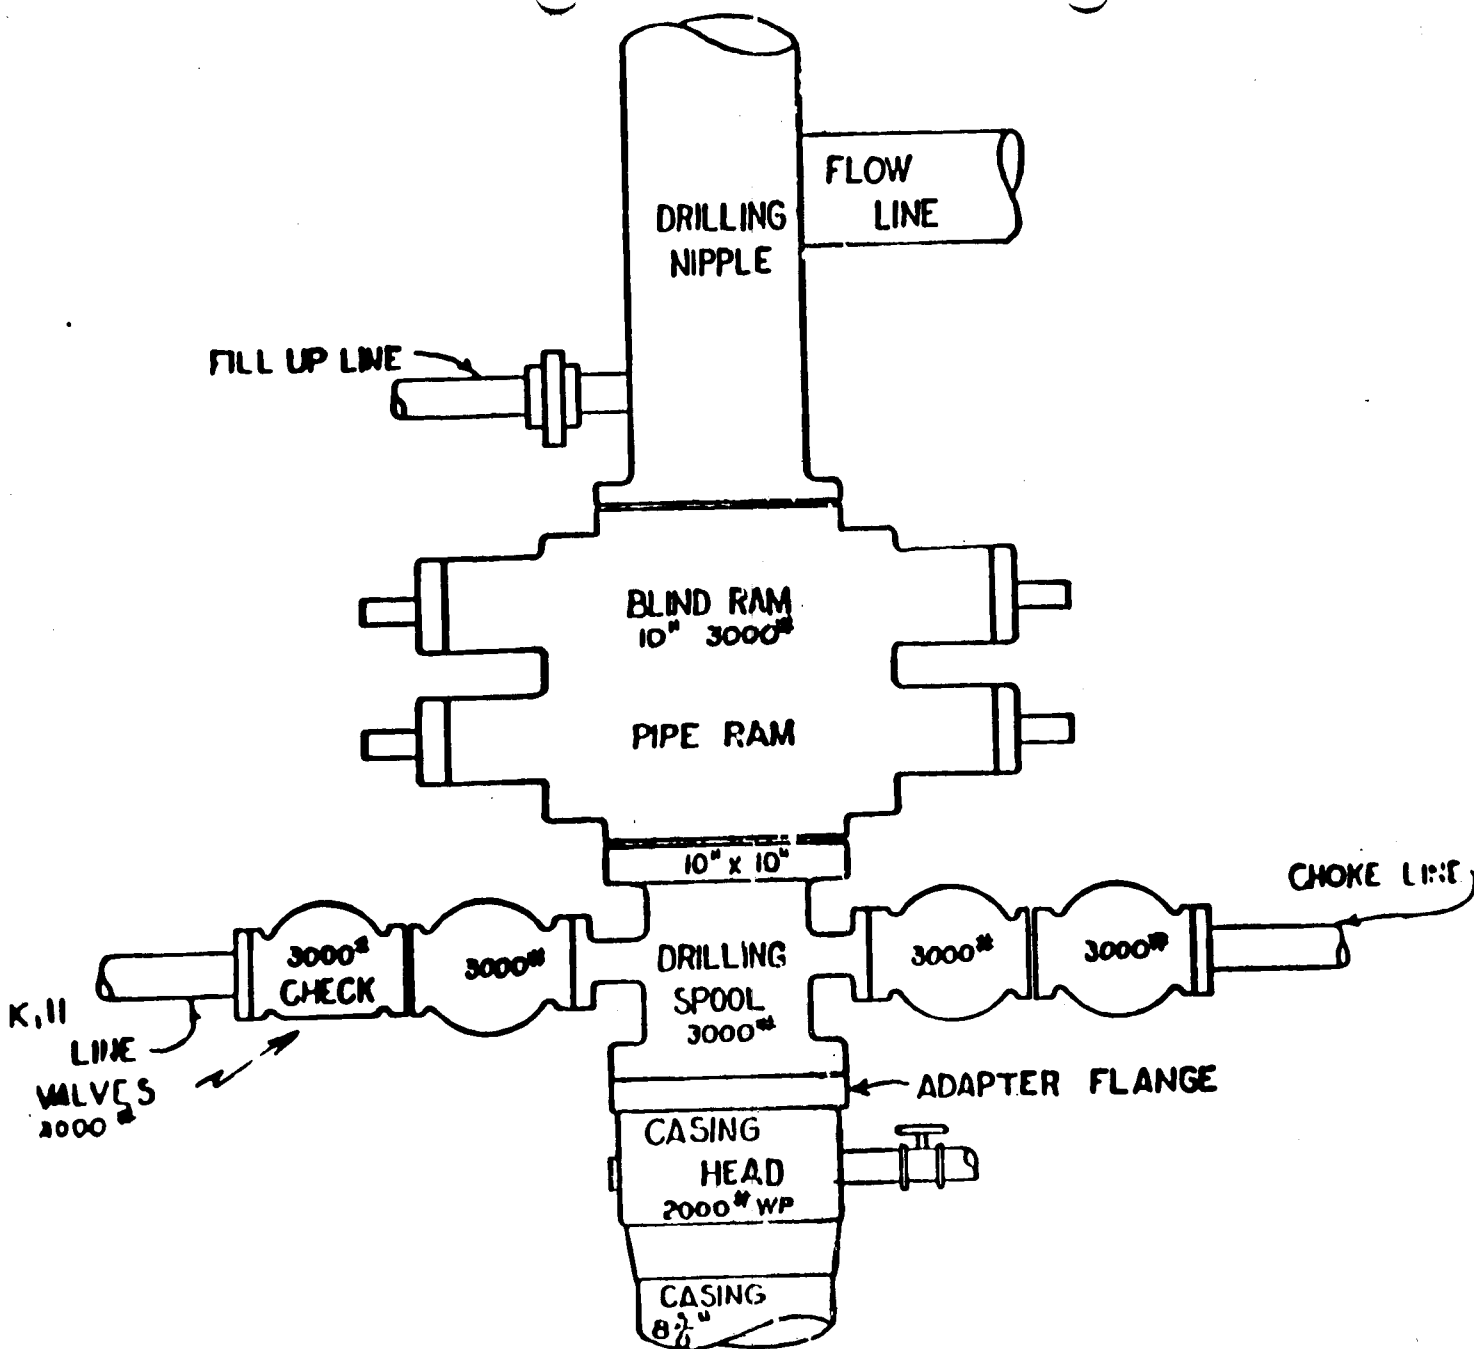 FLOW
LINE
DRILLING
NIPPLE
FILL UP LINE
BLIND RAM
10" 3000#
PIPE RAM
10" x 10"
CHOKE LINE
3000#
CHECK
3000#
DRILLING
SPOOL
3000#
3000#
3000#
KILL
LINE
VALVES
ADAPTER FLANGE
CASING
HEAD
2000# WP
CASING